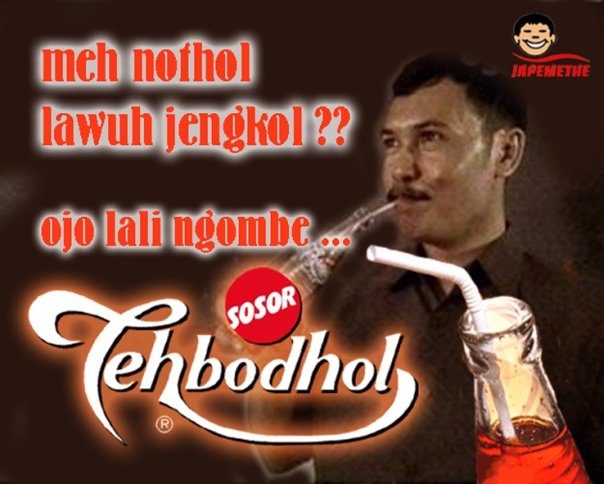 meh nothol
JAPEMETHE
lawuh jengkol ??
ojo lali ngombe ...
SOSOR
Tehbodhol
®